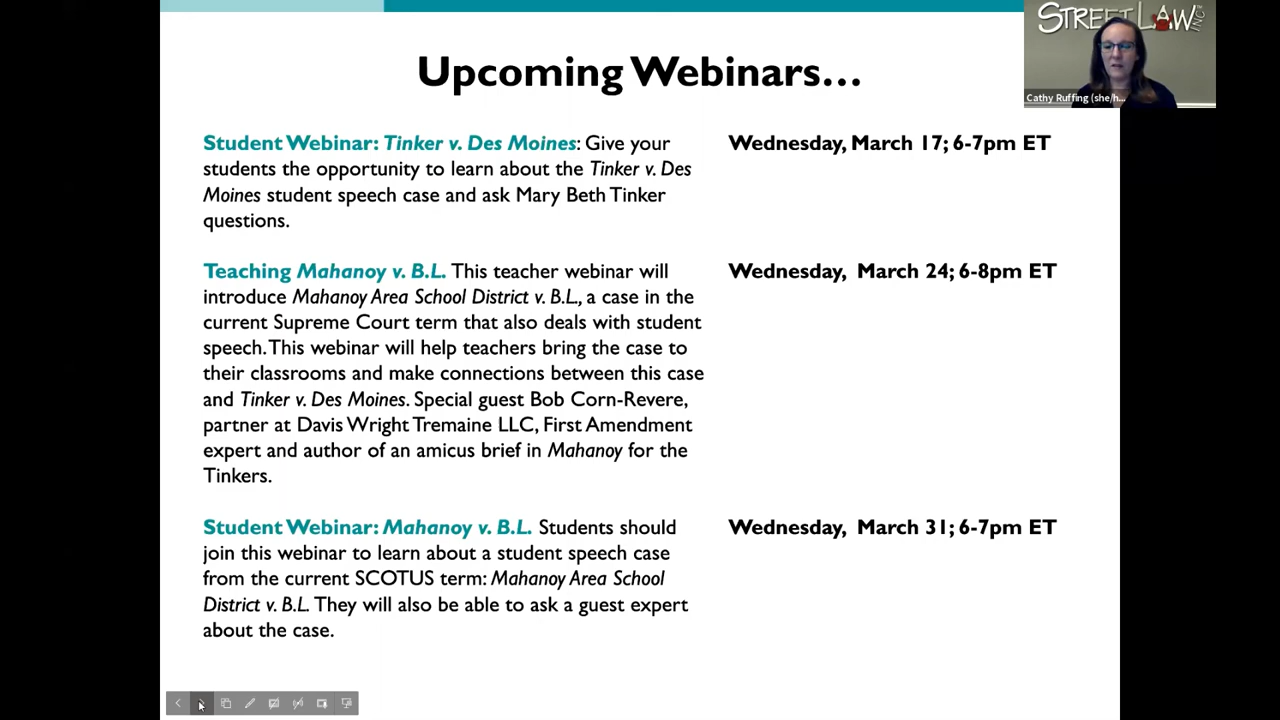 STREET LAW INC
Cathy Ruffing (she/h...
Upcoming Webinars...
Student Webinar: Tinker v. Des Moines: Give your
students the opportunity to learn about the Tinker v. Des
Moines student speech case and ask Mary Beth Tinker
questions.
Wednesday, March 17; 6-7pm ET
Teaching Mahanoy v. B.L. This teacher webinar will
introduce Mahanoy Area School District v. B.L., a case in the
current Supreme Court term that also deals with student
speech. This webinar will help teachers bring the case to
their classrooms and make connections between this case
and Tinker v. Des Moines. Special guest Bob Corn-Revere,
partner at Davis Wright Tremaine LLC, First Amendment
expert and author of an amicus brief in Mahanoy for the
Tinkers.
Wednesday, March 24; 6-8pm ET
Student Webinar: Mahanoy v. B.L. Students should
join this webinar to learn about a student speech case
from the current SCOTUS term: Mahanoy Area School
District v. B.L. They will also be able to ask a guest expert
about the case.
Wednesday, March 31; 6-7pm ET